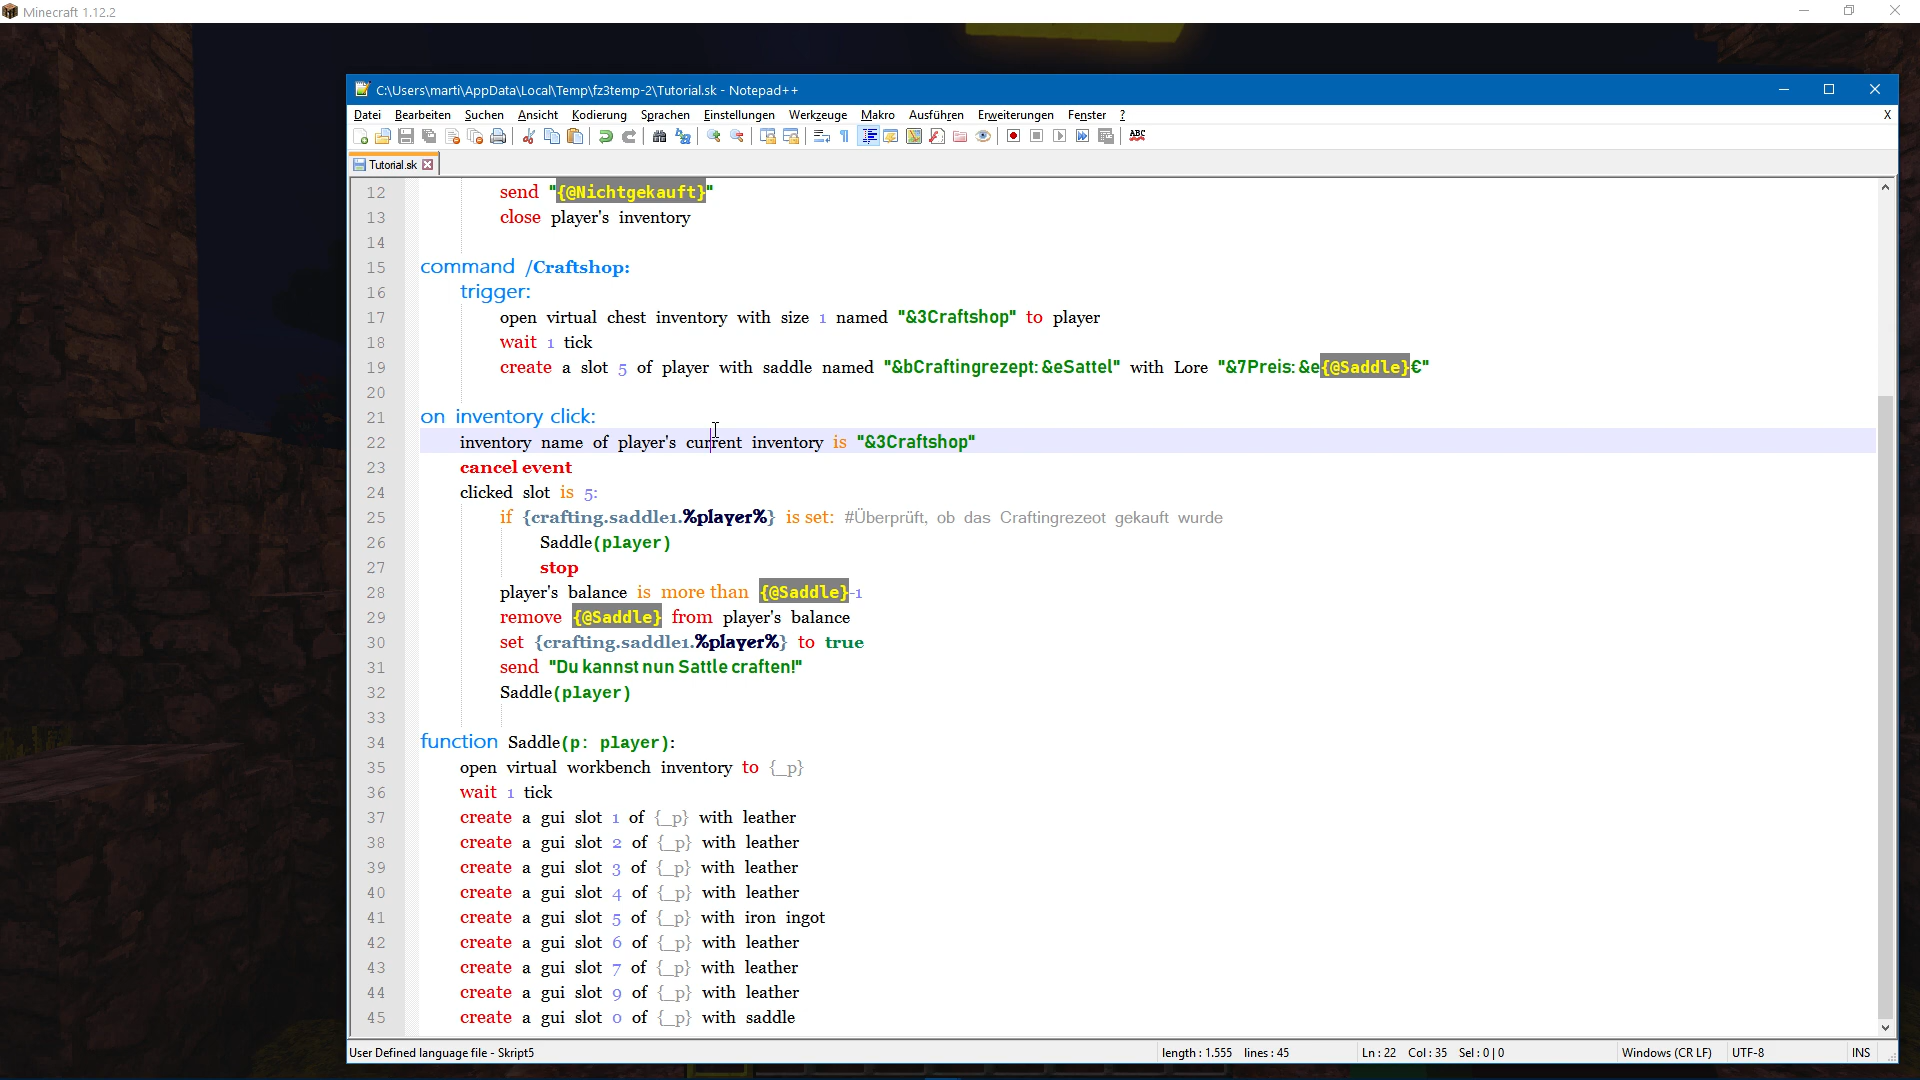 Minecraft 1.12.2
C:\Users\marti\AppData\Local\Temp\fz3temp-2\Tutorial.sk - Notepad++
Datei Bearbeiten Suchen Ansicht Kodierung Sprachen Einstellungen Werkzeuge Makro Ausführen Erweiterungen Fenster ? X
ABC
Tutorial.sk
12 send "{@Nichtgekauft}"
13 close player's inventory
14
15 command /Craftshop:
16 trigger:
17 open virtual chest inventory with size 1 named "&3Craftshop" to player
18 wait 1 tick
19 create a slot 5 of player with saddle named "&bCraftingrezept: &eSattel" with Lore "&7Preis: &e{@Saddle}€"
20
21 on inventory click:
22 inventory name of player's current inventory is "&3Craftshop"
23 cancel event
24 clicked slot is 5:
25 if {crafting.saddle1.%player%} is set: #Überprüft, ob das Craftingrezeot gekauft wurde
26 Saddle(player)
27 stop
28 player's balance is more than {@Saddle}-1
29 remove {@Saddle} from player's balance
30 set {crafting.saddle1.%player%} to true
31 send "Du kannst nun Sattle craften!"
32 Saddle(player)
33
34 function Saddle(p: player):
35 open virtual workbench inventory to {_p}
36 wait 1 tick
37 create a gui slot 1 of {_p} with leather
38 create a gui slot 2 of {_p} with leather
39 create a gui slot 3 of {_p} with leather
40 create a gui slot 4 of {_p} with leather
41 create a gui slot 5 of {_p} with iron ingot
42 create a gui slot 6 of {_p} with leather
43 create a gui slot 7 of {_p} with leather
44 create a gui slot 9 of {_p} with leather
45 create a gui slot 0 of {_p} with saddle
User Defined language file - Skript5 length : 1.555 lines : 45 Ln : 22 Col : 35 Sel : 0 | 0 Windows (CR LF) UTF-8 INS